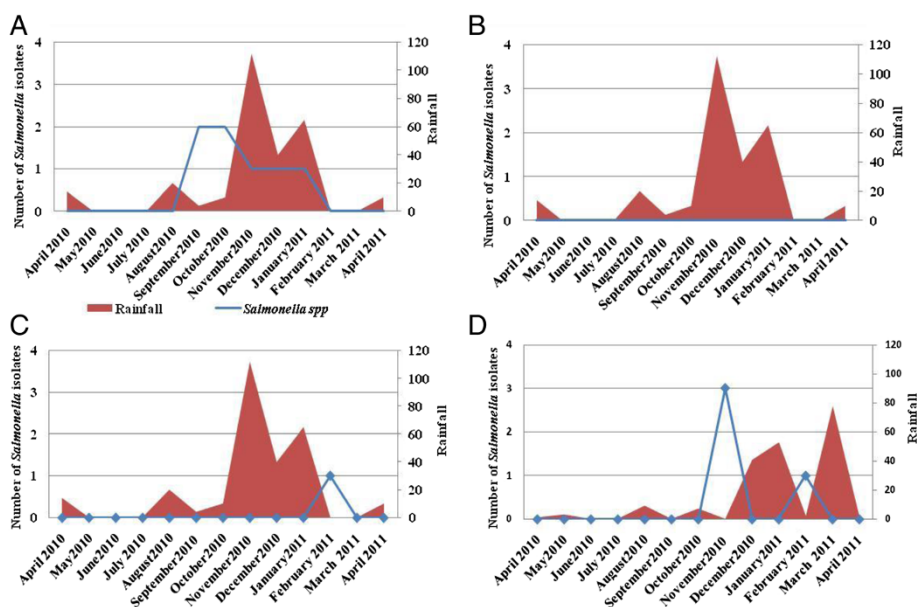 A
Number of Salmonella isolates
4
3
2
1
0
120
100
80
60
40
20
0
Rainfall
April 2010
May2010
June2010
July 2010
August2010
September2010
October2010
November2010
December2010
January2011
February 2011
March 2011
April 2011
B
Number of Salmonella isolates
4
3
2
1
0
120
100
80
60
40
20
0
Rainfall
April 2010
May2010
June2010
July 2010
August2010
September2010
October2010
November2010
December2010
January2011
February 2011
March 2011
April 2011
Rainfall
Salmonella spp
C
Number of Salmonella isolates
4
3
2
1
0
120
100
80
60
40
20
0
Rainfall
April 2010
May2010
June2010
July 2010
August2010
September2010
October2010
November2010
December2010
January2011
February 2011
March 2011
April 2011
D
Number of Salmonella isolates
4
3
2
1
0
120
100
80
60
40
20
0
Rainfall
April 2010
May2010
June2010
July 2010
August2010
September2010
October2010
November2010
December2010
January2011
February 2011
March 2011
April 2011